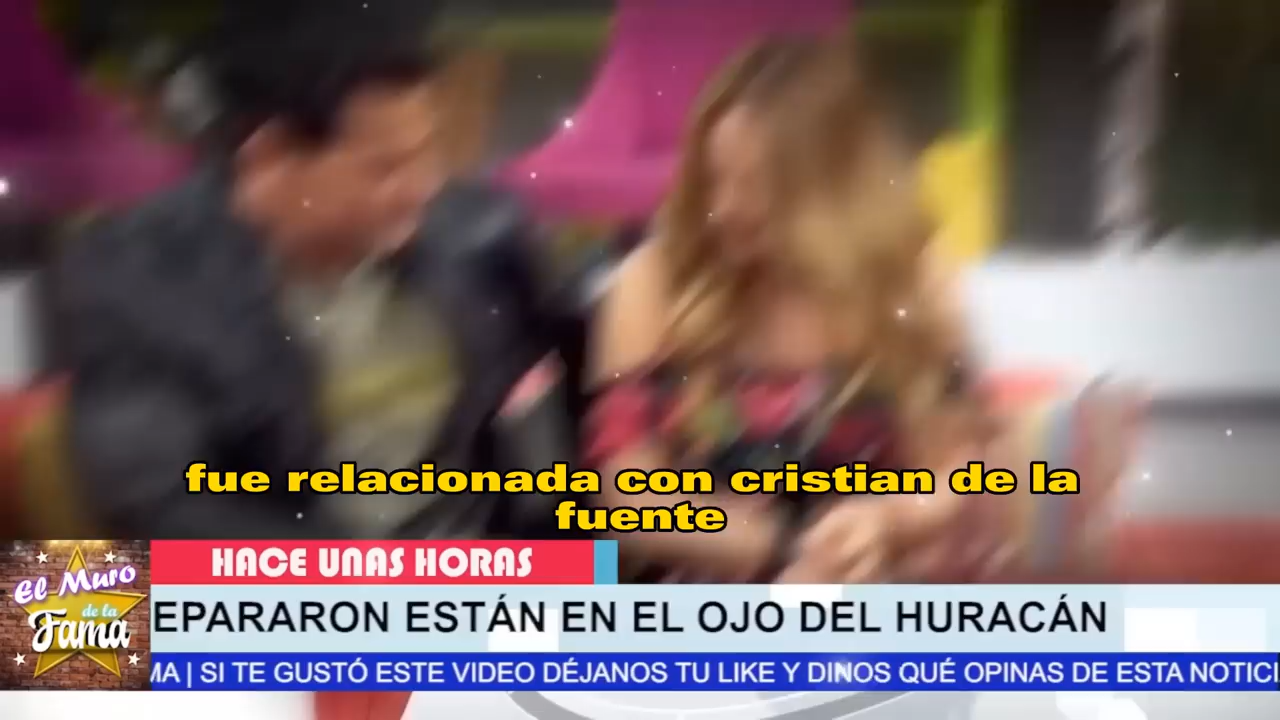 fue relacionada con cristian de la
fuente
HACE UNAS HORAS
El Muro
de la
Fama
EPARARON ESTÁN EN EL OJO DEL HURACÁN
MA | SI TE GUSTÓ ESTE VIDEO DÉJANOS TU LIKE Y DINOS QUÉ OPINAS DE ESTA NOTICI